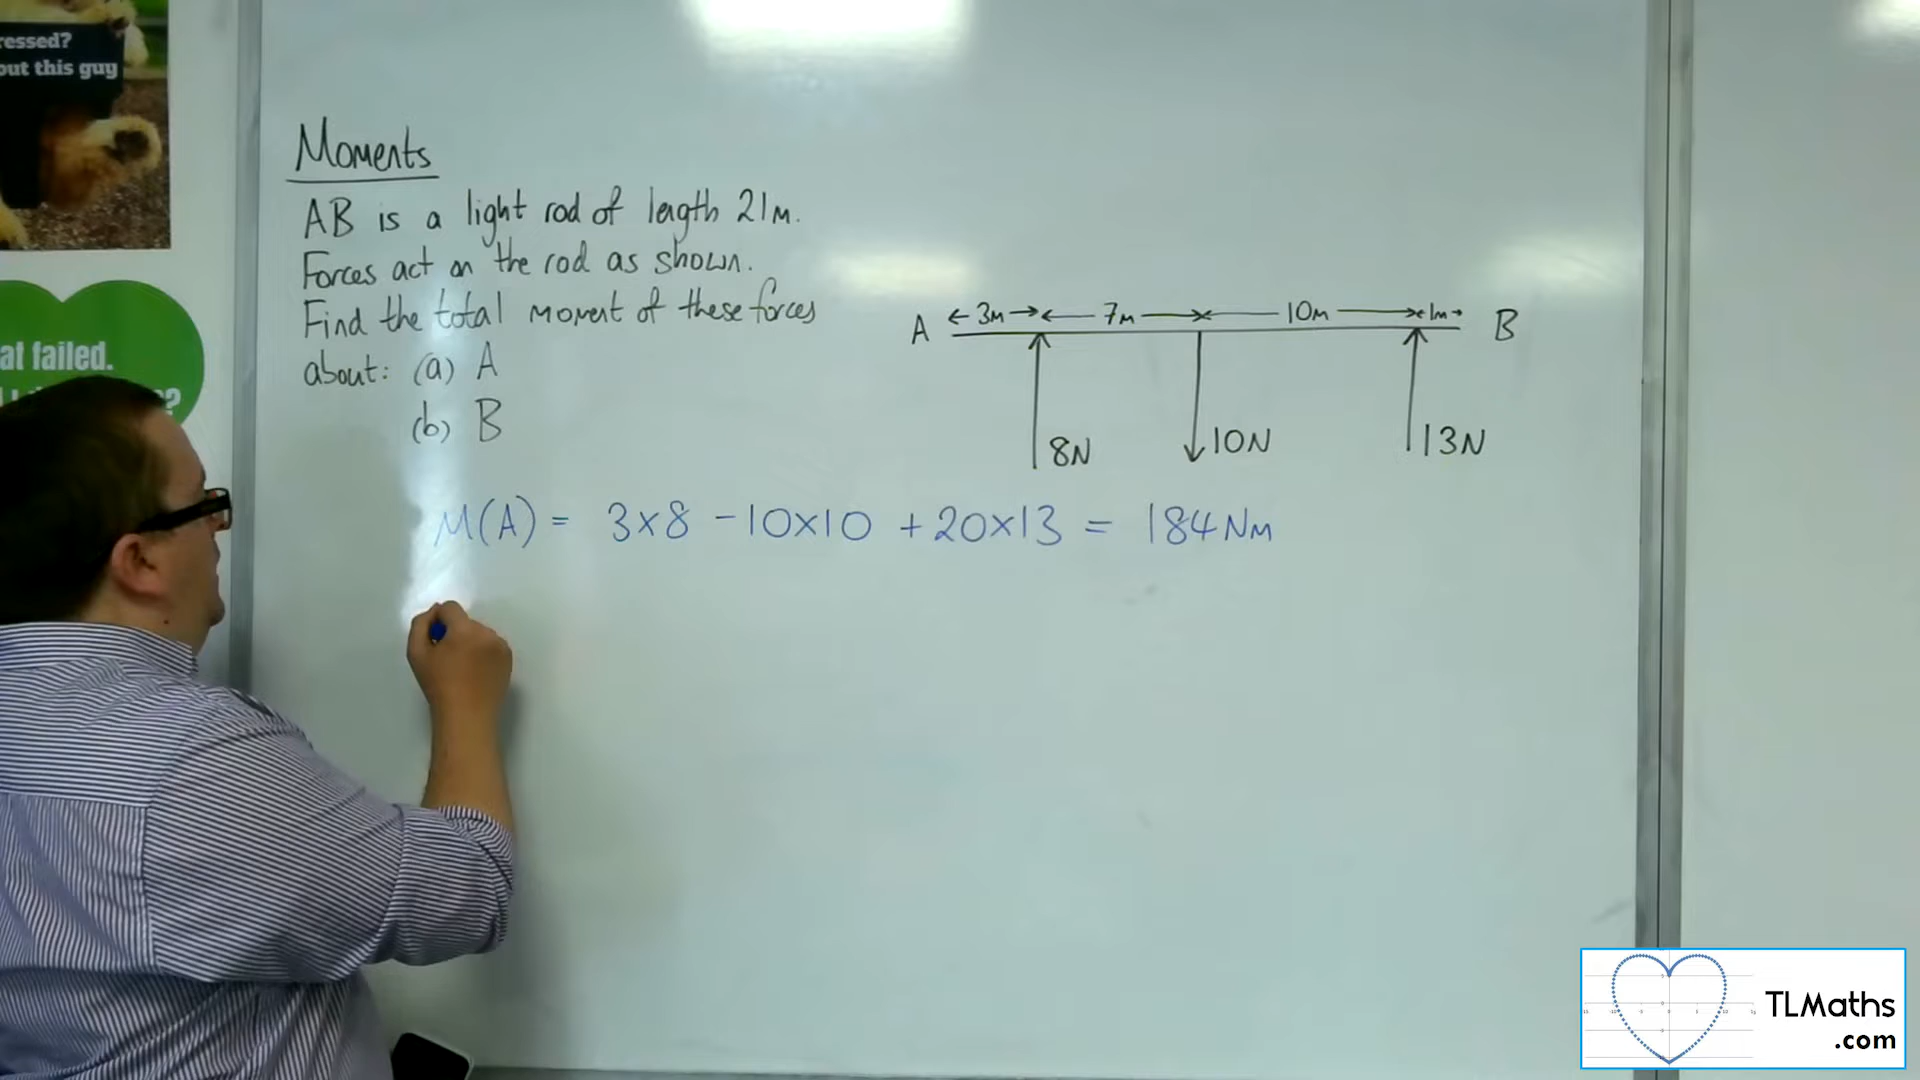 ressed?
out this guy
at failed.
?
Moments
AB is a light rod of length 21m.
Forces act on the rod as shown.
Find the total moment of these forces
about: (a) A
(b) B
A 3m 7m 10m 1m B
8N 10N 13N
M(A) = 3×8 -10×10 +20×13 = 184Nm
TLMaths
.com